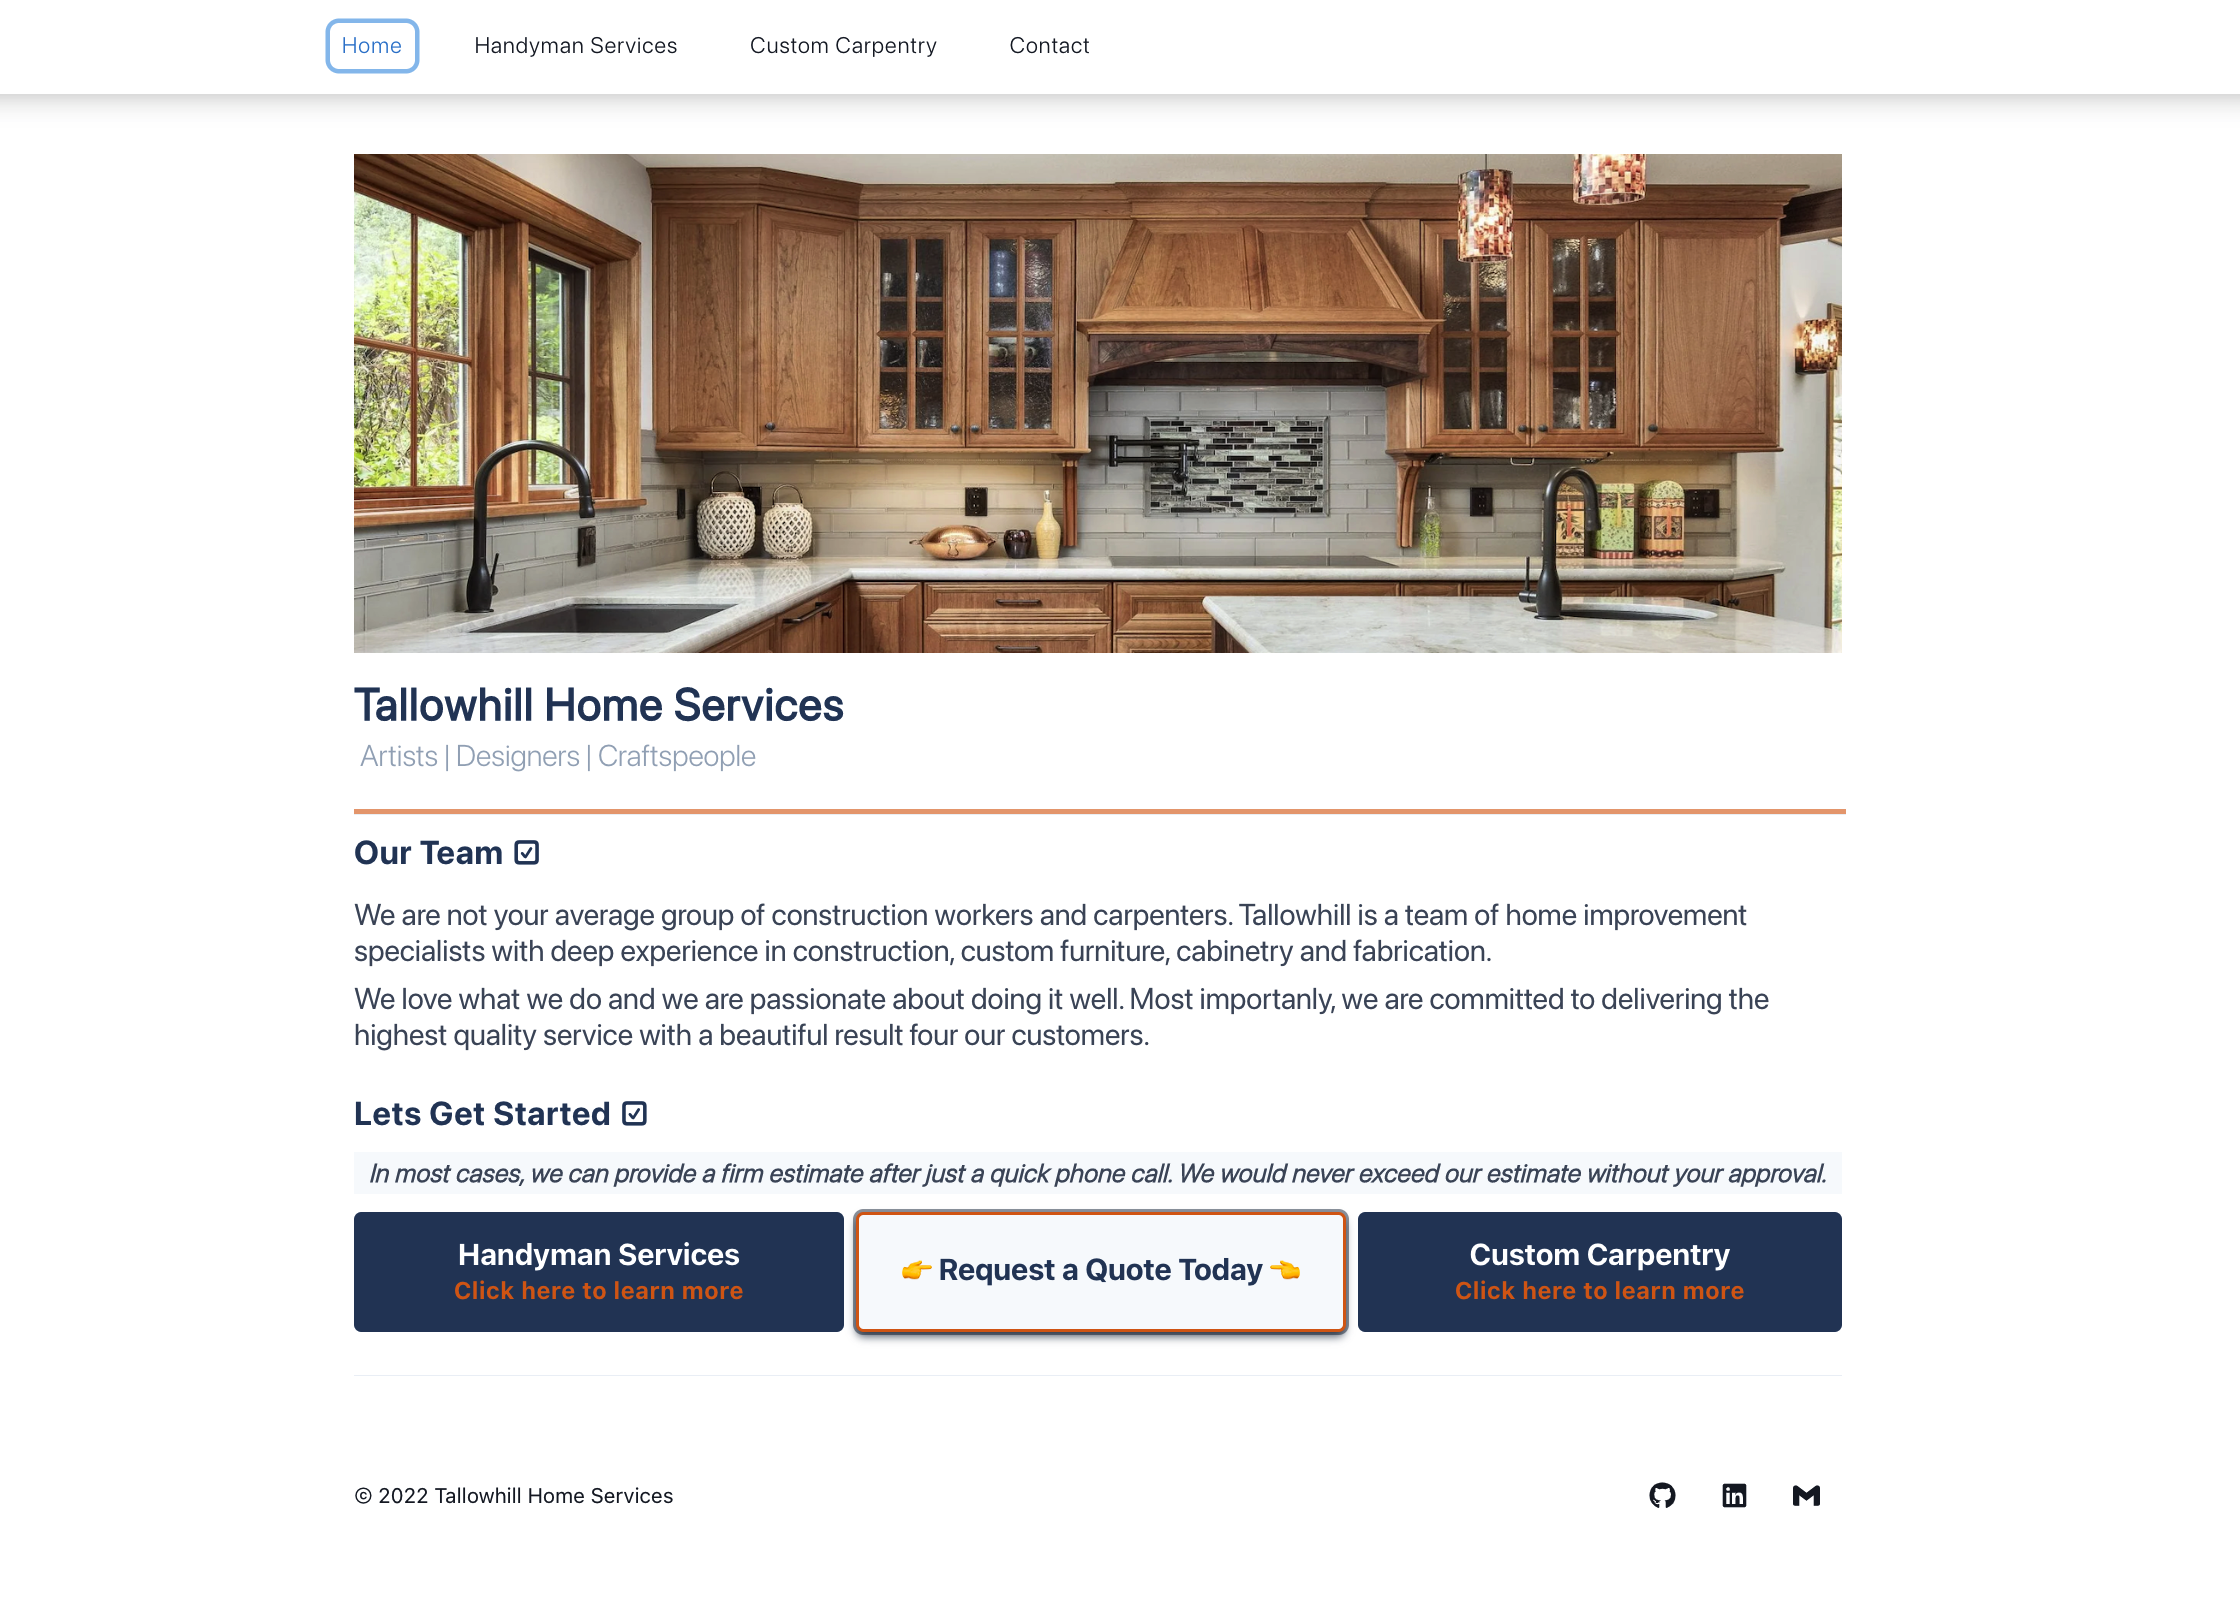 Home Handyman Services Custom Carpentry Contact
Tallowhill Home Services
Artists | Designers | Craftspeople
Our Team
We are not your average group of construction workers and carpenters. Tallowhill is a team of home improvement
specialists with deep experience in construction, custom furniture, cabinetry and fabrication.
We love what we do and we are passionate about doing it well. Most importanly, we are committed to delivering the
highest quality service with a beautiful result four our customers.
Lets Get Started
In most cases, we can provide a firm estimate after just a quick phone call. We would never exceed our estimate without your approval.
Handyman Services
Click here to learn more
👉 Request a Quote Today 👈
Custom Carpentry
Click here to learn more
© 2022 Tallowhill Home Services